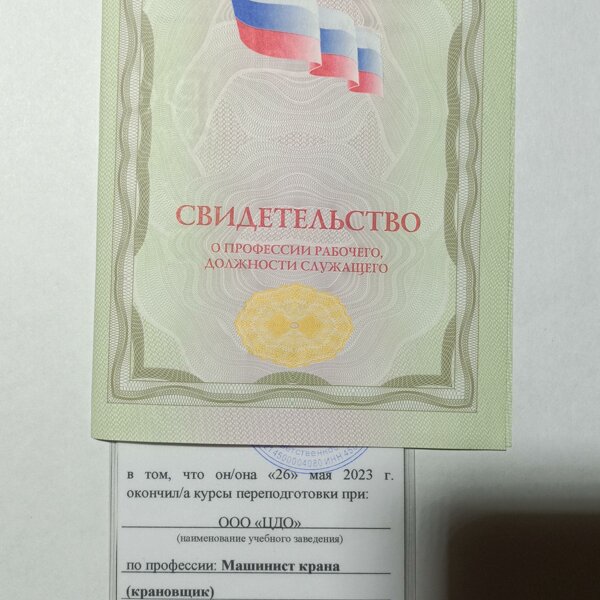 СВИДЕТЕЛЬСТВО
О ПРОФЕССИИ РАБОЧЕГО,
ДОЛЖНОСТИ СЛУЖАЩЕГО
в том, что он/она «26» мая 2023 г.
окончил/а курсы переподготовки при:
ООО «ЦДО»
(наименование учебного заведения)
по профессии: Машинист крана
(крановщик)